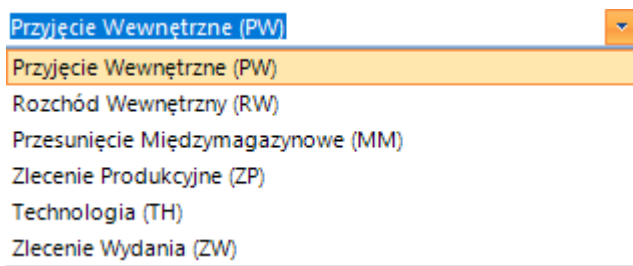 Przyjęcie Wewnętrzne (PW)
Przyjęcie Wewnętrzne (PW)
Rozchód Wewnętrzny (RW)
Przesunięcie Międzymagazynowe (MM)
Zlecenie Produkcyjne (ZP)
Technologia (TH)
Zlecenie Wydania (ZW)